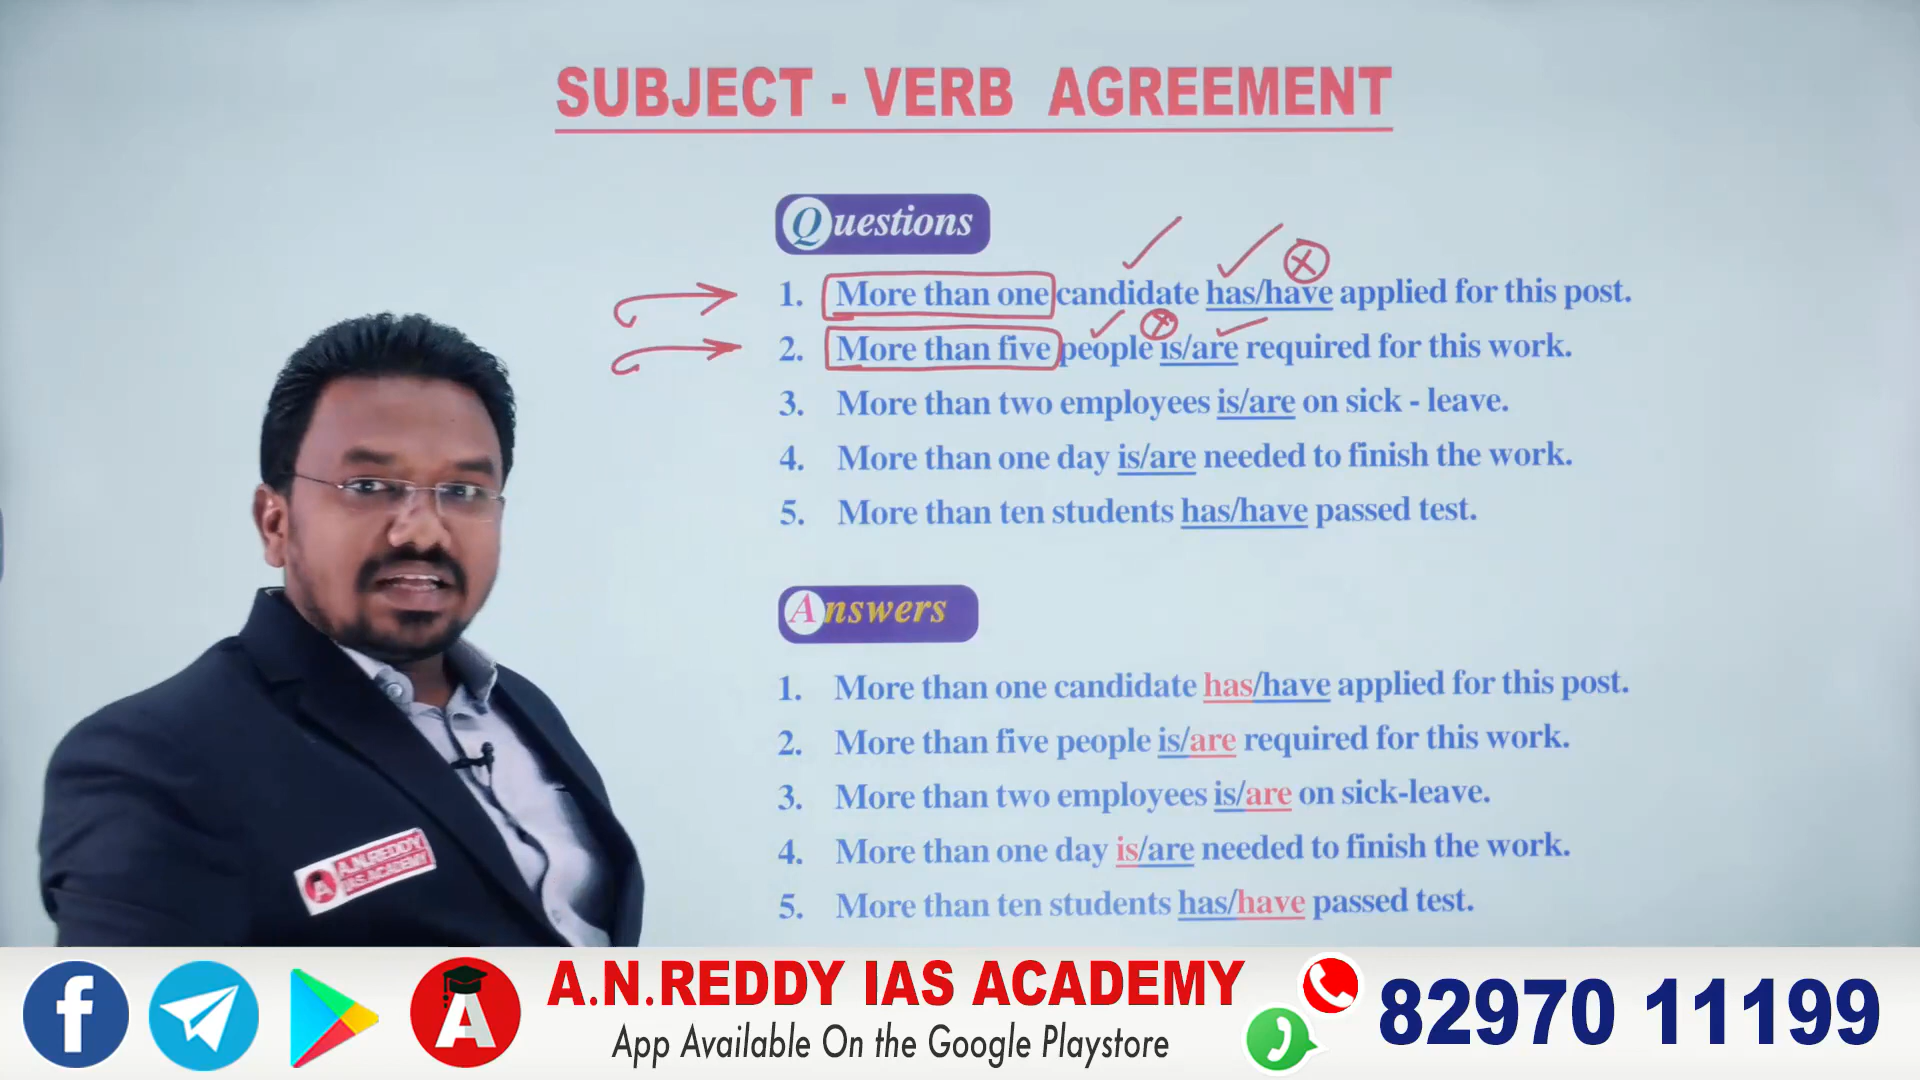 SUBJECT - VERB AGREEMENT
Questions
1. More than one candidate has/have applied for this post.
2. More than five people is/are required for this work.
3. More than two employees is/are on sick - leave.
4. More than one day is/are needed to finish the work.
5. More than ten students has/have passed test.
Answers
1. More than one candidate has/have applied for this post.
2. More than five people is/are required for this work.
3. More than two employees is/are on sick-leave.
4. More than one day is/are needed to finish the work.
5. More than ten students has/have passed test.
A A.N.REDDY
IAS ACADEMY
f
A
A.N.REDDY IAS ACADEMY
App Available On the Google Playstore
82970 11199